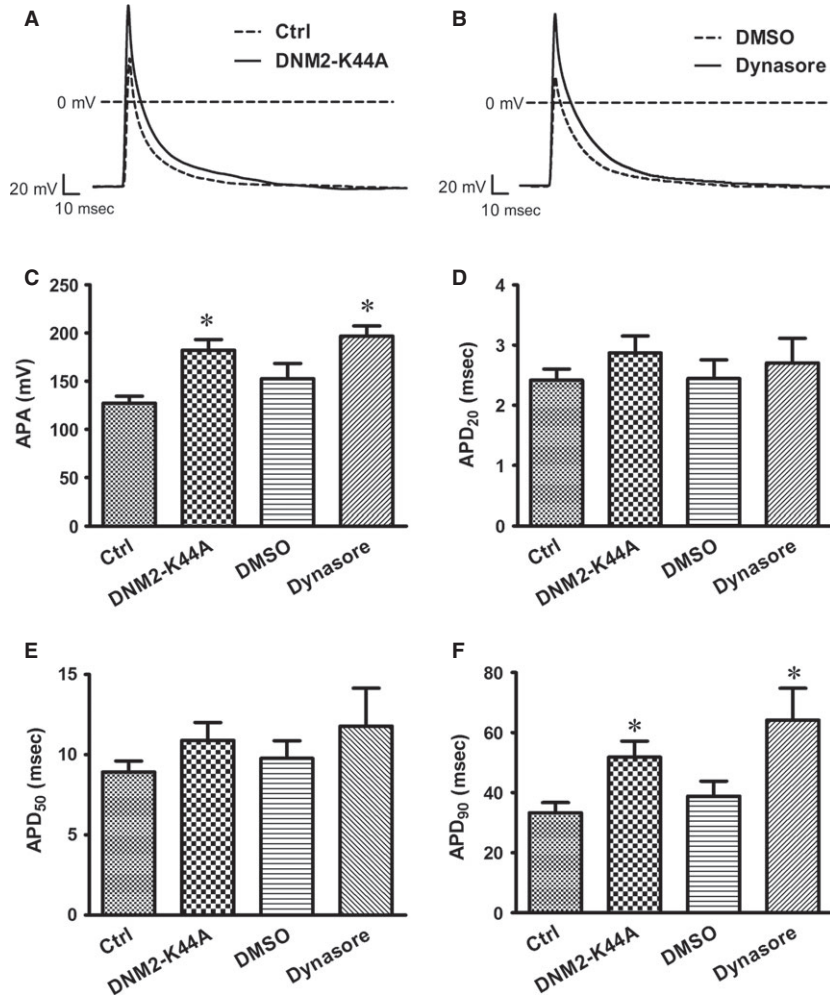 A
Ctrl
DNM2-K44A
0 mV
20 mV
10 msec
B
DMSO
Dynasore
0 mV
20 mV
10 msec
C
250
200
150
100
50
0
APA (mV)
*
*
Ctrl
DNM2-K44A
DMSO
Dynasore
D
4
3
2
1
0
APD20 (msec)
Ctrl
DNM2-K44A
DMSO
Dynasore
E
15
10
5
0
APD50 (msec)
Ctrl
DNM2-K44A
DMSO
Dynasore
F
80
60
40
20
0
APD90 (msec)
*
*
Ctrl
DNM2-K44A
DMSO
Dynasore